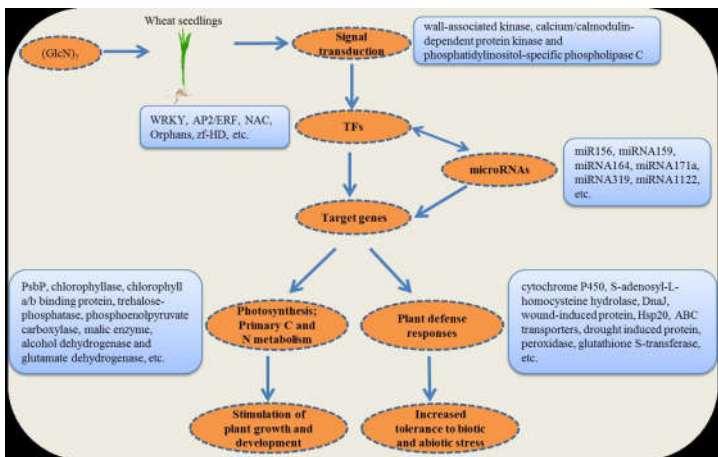 Wheat seedlings
(GlcN)7
Signal
transduction
wall-associated kinase, calcium/calmodulin-
dependent protein kinase and
phosphatidylinositol-specific phospholipase C
WRKY, AP2/ERF, NAC,
Orphans, zf-HD, etc.
TFs
microRNAs
miR156, miRNA159,
miRNA164, miRNA171a,
miRNA319, miRNA1122,
etc.
Target genes
PsbP, chlorophyllase, chlorophyll
a/b binding protein, trehalose-
phosphatase, phosphoenolpyruvate
carboxylase, malic enzyme,
alcohol dehydrogenase and
glutamate dehydrogenase, etc.
Photosynthesis;
Primary C and
N metabolism
Plant defense
responses
cytochrome P450, S-adenosyl-L-
homocysteine hydrolase, DnaJ,
wound-induced protein, Hsp20, ABC
transporters, drought induced protein,
peroxidase, glutathione S-transferase,
etc.
Stimulation of
plant growth and
development
Increased
tolerance to biotic
and abiotic stress